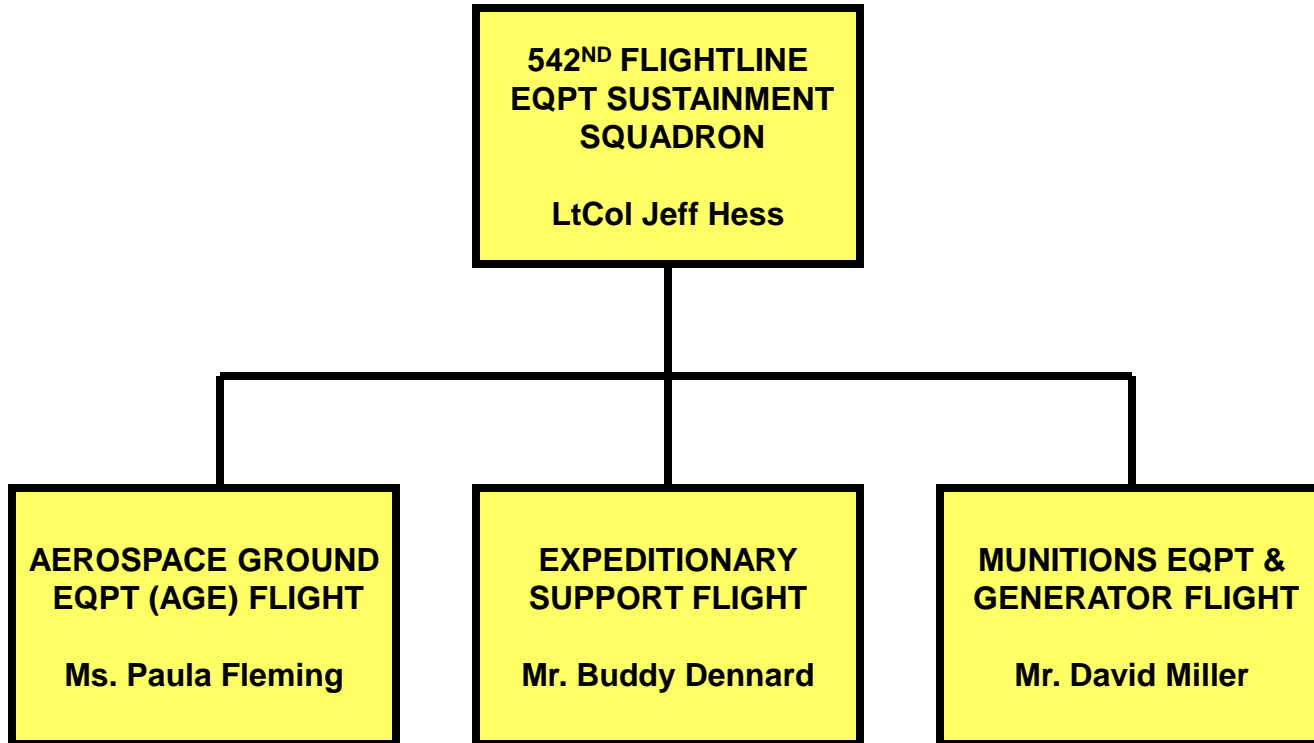 542ND FLIGHTLINE
EQPT SUSTAINMENT
SQUADRON
LtCol Jeff Hess
AEROSPACE GROUND
EQPT (AGE) FLIGHT
Ms. Paula Fleming
EXPEDITIONARY
SUPPORT FLIGHT
Mr. Buddy Dennard
MUNITIONS EQPT &
GENERATOR FLIGHT
Mr. David Miller